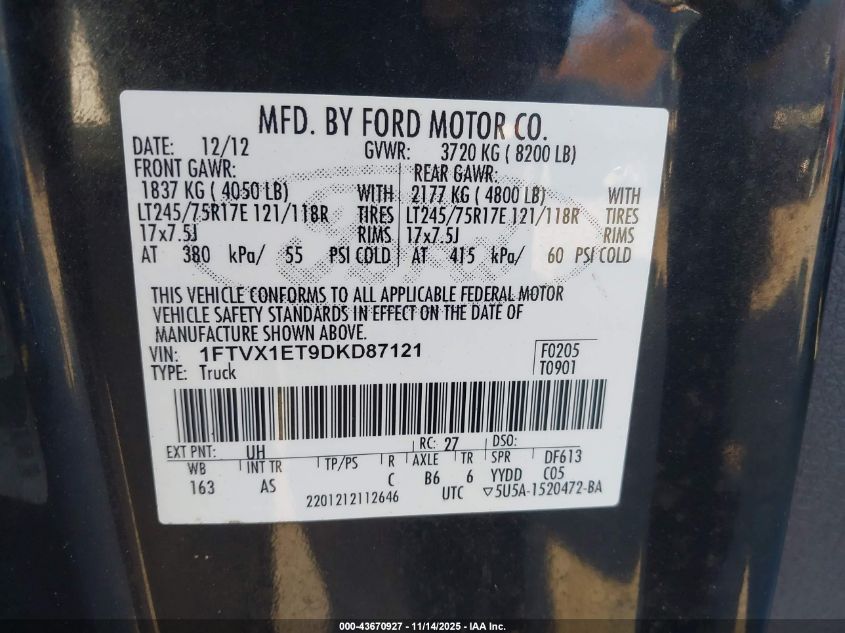 MFD. BY FORD MOTOR CO.
DATE: 12/12 GVWR: 3720 KG ( 8200 LB)
FRONT GAWR: REAR GAWR:
1837 KG ( 4050 LB) WITH 2177 KG ( 4800 LB) WITH
LT245/75R17E 121/118R TIRES LT245/75R17E 121/118R TIRES
17x7.5J RIMS 17x7.5J RIMS
AT 380 kPa/ 55 PSI COLD AT 415 kPa/ 60 PSI COLD
THIS VEHICLE CONFORMS TO ALL APPLICABLE FEDERAL MOTOR
VEHICLE SAFETY STANDARDS IN EFFECT ON THE DATE OF
MANUFACTURE SHOWN ABOVE.
VIN: 1FTVX1ET9DKD87121 F0205
TYPE: Truck T0901
EXT PNT: UH RC: 27 DSO:
WB INT TR TP/PS R AXLE TR SPR DF613
163 AS C B6 6 YYDD C05
2201212112646 UTC ▽5U5A-1520472-BA
000-43670927 - 11/14/2025 - IAA Inc.